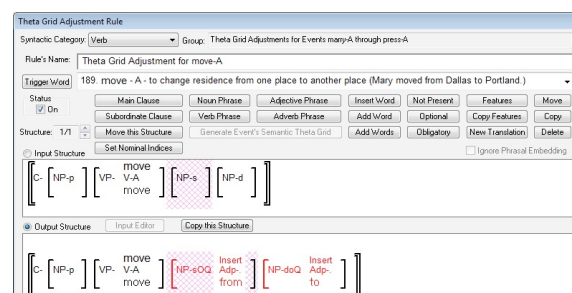 Theta Grid Adjustment Rule
Syntactic Category: Verb Group: Theta Grid Adjustments for Events marry-A through press-A
Rule's Name: Theta Grid Adjustment for move-A
Trigger Word 189. move - A - to change residence from one place to another place (Mary moved from Dallas to Portland.)
Status Main Clause Noun Phrase Adjective Phrase Insert Word Not Present Features Move
On Subordinate Clause Verb Phrase Adverb Phrase Add Word Optional Copy Features Copy
Structure: 1/1 Move this Structure Generate Event's Semantic Theta Grid Add Words Obligatory New Translation Delete
Input Structure Set Nominal Indices Ignore Phrasal Embedding
move
C- NP-p VP- V-A NP-s NP-d
move
Output Structure Input Editor Copy this Structure
move Insert Insert
C- NP-p VP- V-A NP-sOQ Adp-. NP-doQ Adp-.
move from to